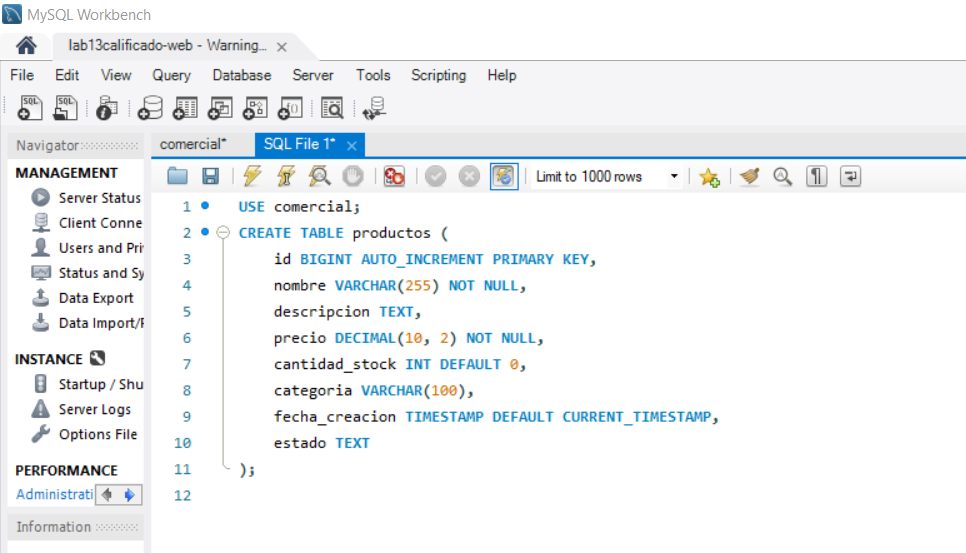 MySQL Workbench
lab13calificado-web - Warning...
File Edit View Query Database Server Tools Scripting Help
Navigator
comercial* SQL File 1*
MANAGEMENT
Server Status
Client Conne
Users and Pri
Status and Sy
Data Export
Data Import/R
INSTANCE
Startup / Shu
Server Logs
Options File
PERFORMANCE
Administrati
Information
Limit to 1000 rows
1 USE comercial;
2 CREATE TABLE productos (
3 id BIGINT AUTO_INCREMENT PRIMARY KEY,
4 nombre VARCHAR(255) NOT NULL,
5 descripcion TEXT,
6 precio DECIMAL(10, 2) NOT NULL,
7 cantidad_stock INT DEFAULT 0,
8 categoria VARCHAR(100),
9 fecha_creacion TIMESTAMP DEFAULT CURRENT_TIMESTAMP,
10 estado TEXT
11 );
12